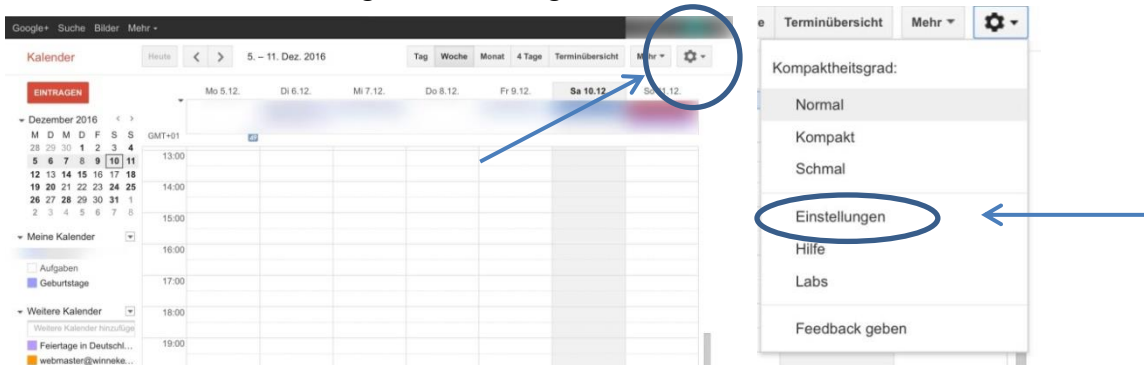 Google+ Suche Bilder Mehr
Kalender Heute 5. – 11. Dez. 2016 Tag Woche Monat 4 Tage Terminübersicht Mehr
EINTRAGEN
Mo 5.12. Di 6.12. Mi 7.12. Do 8.12. Fr 9.12. Sa 10.12. So 11.12.
Dezember 2016
M D M D F S S
28 29 30 1 2 3 4
5 6 7 8 9 10 11
12 13 14 15 16 17 18
19 20 21 22 23 24 25
26 27 28 29 30 31 1
2 3 4 5 6 7 8
GMT+01
13:00
14:00
15:00
16:00
17:00
18:00
19:00
Meine Kalender
Aufgaben
Geburtstage
Weitere Kalender
Weitere Kalender hinzufüge
Feiertage in Deutschl...
webmaster@winneke...
e Terminübersicht Mehr
Kompaktheitsgrad:
Normal
Kompakt
Schmal
Einstellungen
Hilfe
Labs
Feedback geben